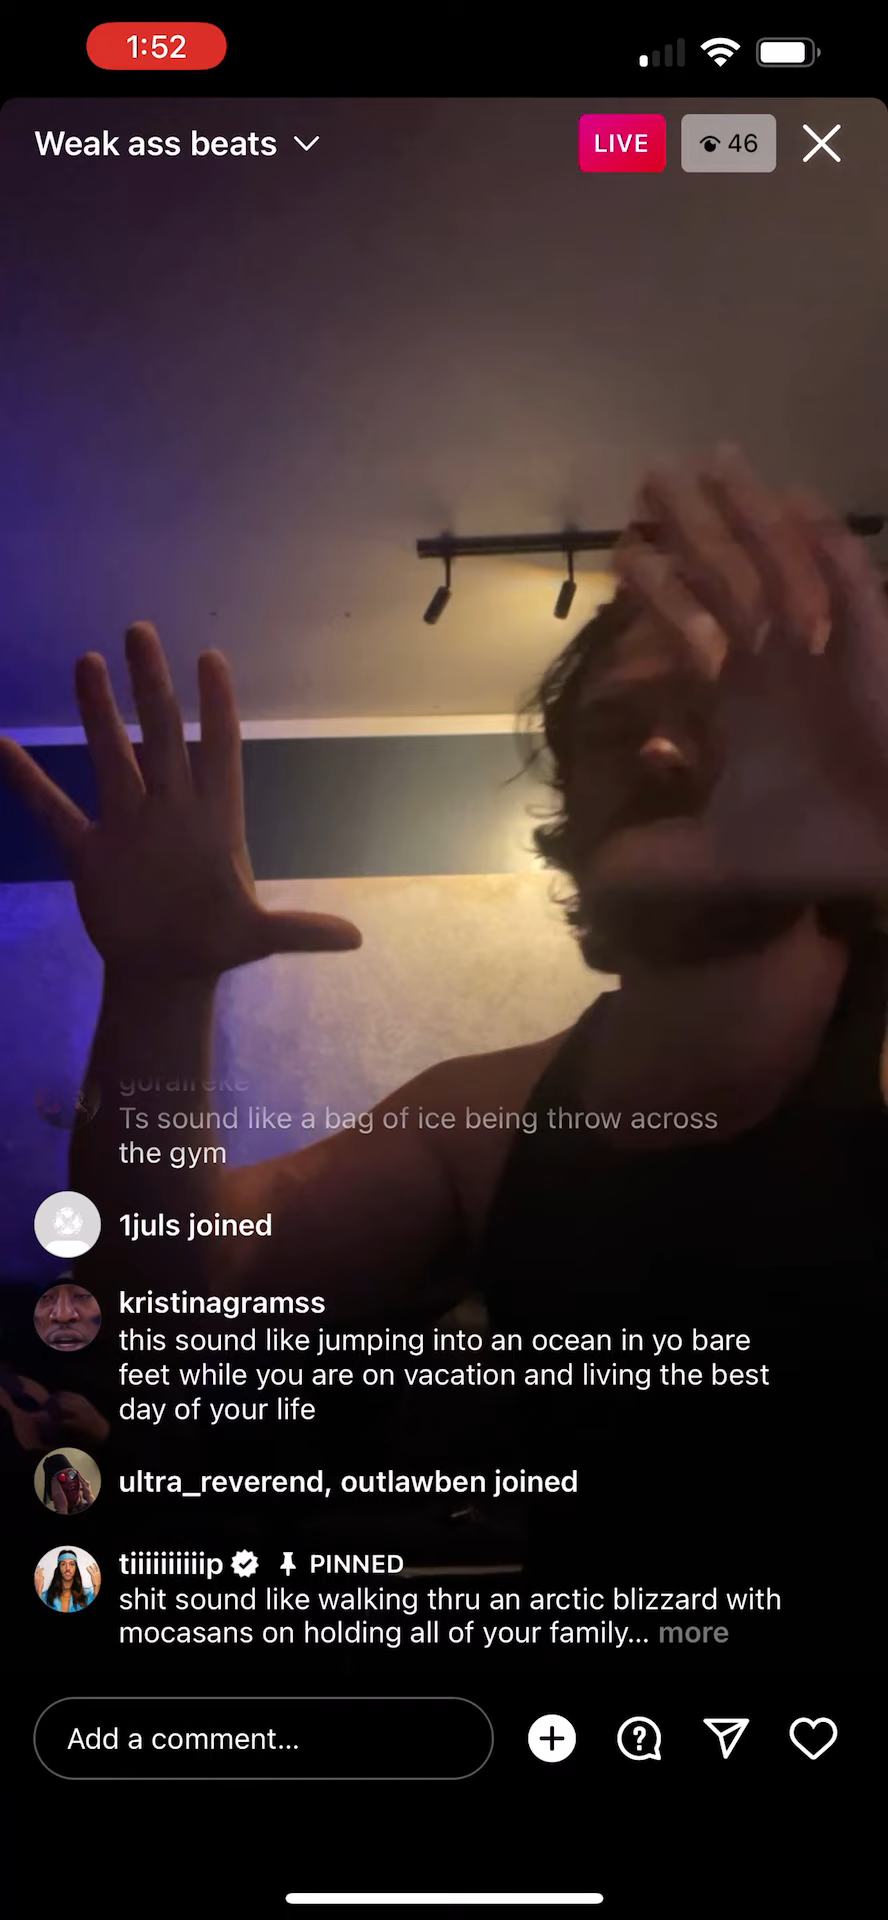 1:52
Weak ass beats
LIVE
46
Ts sound like a bag of ice being throw across
the gym
1juls joined
kristinagramss
this sound like jumping into an ocean in yo bare
feet while you are on vacation and living the best
day of your life
ultra_reverend, outlawben joined
tiiiiiiiiiip PINNED
shit sound like walking thru an arctic blizzard with
mocasans on holding all of your family... more
Add a comment...